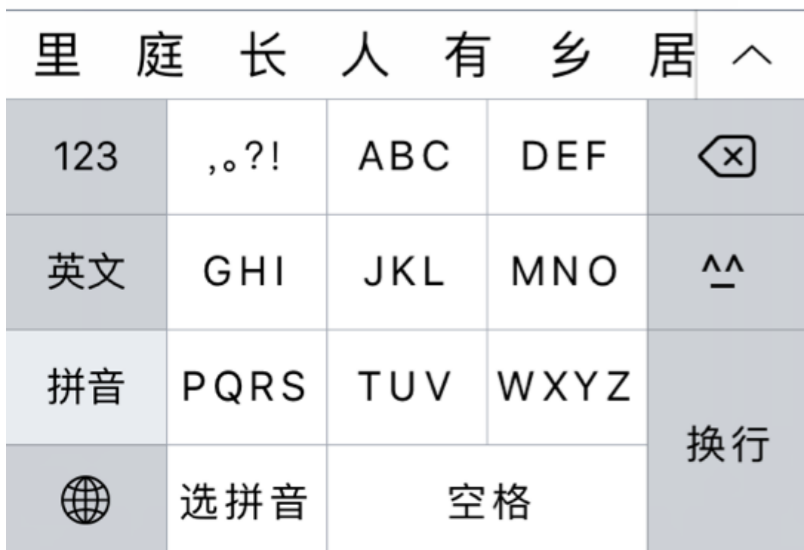 里 庭 长 人 有 乡 居
123 ,。?! ABC DEF
英文 GHI JKL MNO ^_^
拼音 PQRS TUV WXYZ
换行
选拼音 空格